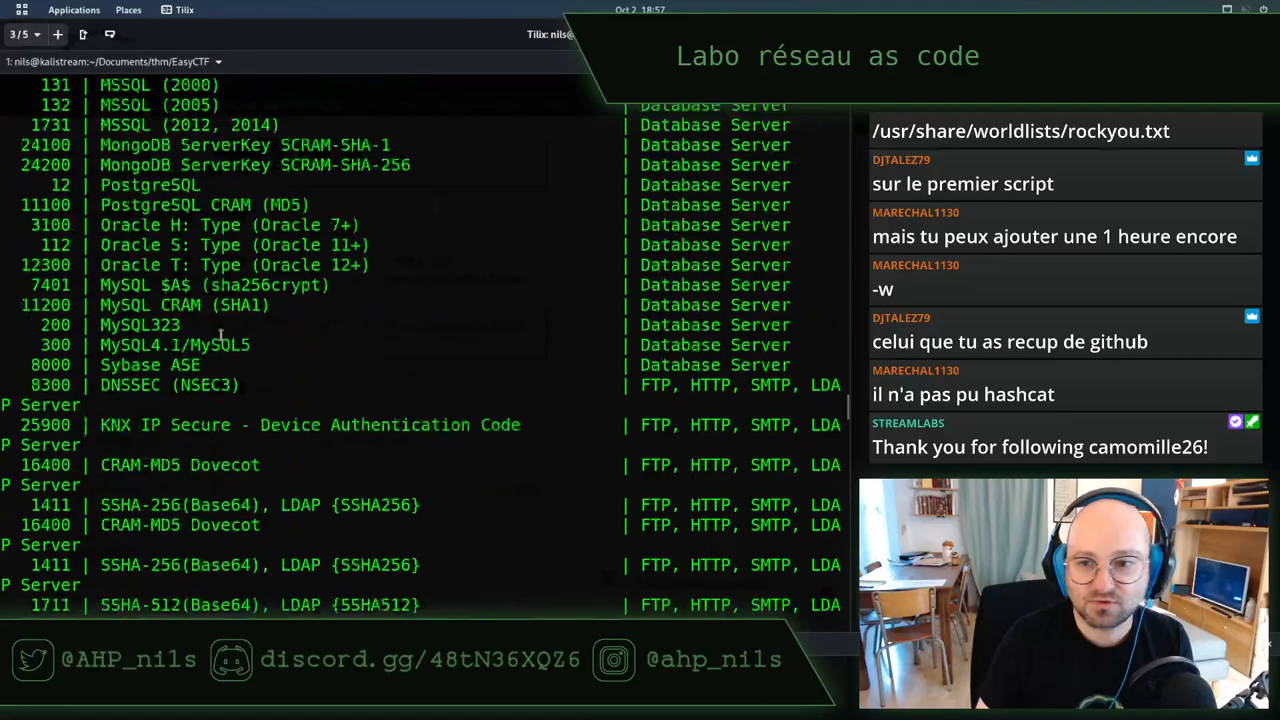 Applications Places Tilix
Oct 2 18:57
3/5
Tilix: nils@
1: nils@kalistream:~/Documents/thm/EasyCTF
Labo réseau as code
131 | MSSQL (2000)
132 | MSSQL (2005) | Database Server
1731 | MSSQL (2012, 2014) | Database Server
24100 | MongoDB ServerKey SCRAM-SHA-1 | Database Server
24200 | MongoDB ServerKey SCRAM-SHA-256 | Database Server
12 | PostgreSQL | Database Server
11100 | PostgreSQL CRAM (MD5) | Database Server
3100 | Oracle H: Type (Oracle 7+) | Database Server
112 | Oracle S: Type (Oracle 11+) | Database Server
12300 | Oracle T: Type (Oracle 12+) | Database Server
7401 | MySQL $A$ (sha256crypt) | Database Server
11200 | MySQL CRAM (SHA1) | Database Server
200 | MySQL323 | Database Server
300 | MySQL4.1/MySQL5 | Database Server
8000 | Sybase ASE | Database Server
8300 | DNSSEC (NSEC3) | FTP, HTTP, SMTP, LDA
P Server
25900 | KNX IP Secure - Device Authentication Code | FTP, HTTP, SMTP, LDA
P Server
16400 | CRAM-MD5 Dovecot | FTP, HTTP, SMTP, LDA
P Server
1411 | SSHA-256(Base64), LDAP {SSHA256} | FTP, HTTP, SMTP, LDA
16400 | CRAM-MD5 Dovecot | FTP, HTTP, SMTP, LDA
P Server
1411 | SSHA-256(Base64), LDAP {SSHA256} | FTP, HTTP, SMTP, LDA
P Server
1711 | SSHA-512(Base64), LDAP {SSHA512} | FTP, HTTP, SMTP, LDA
/usr/share/worldlists/rockyou.txt
DJTALEZ79
sur le premier script
MARECHAL1130
mais tu peux ajouter une 1 heure encore
MARECHAL1130
-w
DJTALEZ79
celui que tu as recup de github
MARECHAL1130
il n'a pas pu hashcat
STREAMLABS
Thank you for following camomille26!
@AHP_nils discord.gg/48tN36XQZ6 @ahp_nils